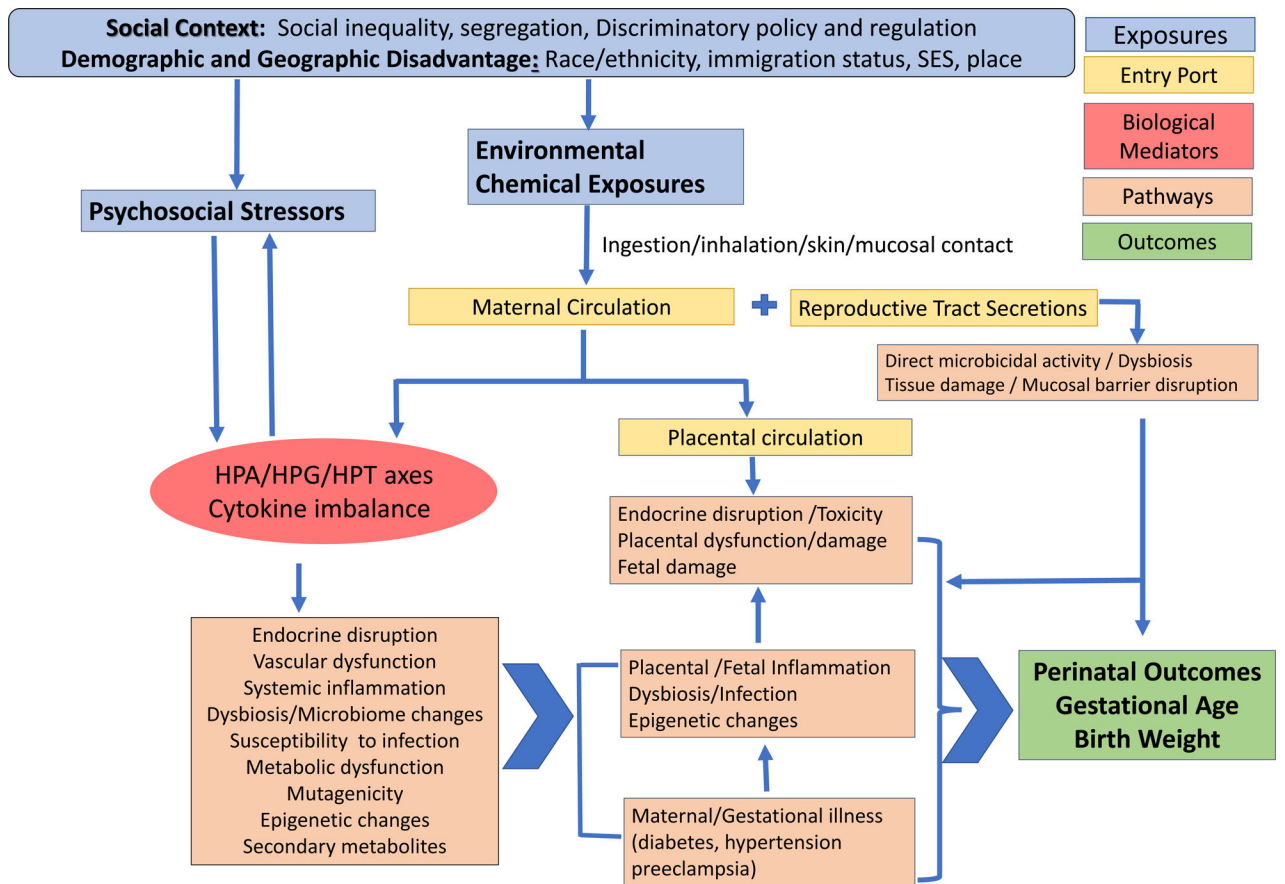 Social Context: Social inequality, segregation, Discriminatory policy and regulation
Demographic and Geographic Disadvantage: Race/ethnicity, immigration status, SES, place
Exposures
Entry Port
Biological
Mediators
Pathways
Outcomes
Environmental
Chemical Exposures
Psychosocial Stressors
Ingestion/inhalation/skin/mucosal contact
Maternal Circulation
Reproductive Tract Secretions
Direct microbicidal activity / Dysbiosis
Tissue damage / Mucosal barrier disruption
Placental circulation
HPA/HPG/HPT axes
Cytokine imbalance
Endocrine disruption /Toxicity
Placental dysfunction/damage
Fetal damage
Endocrine disruption
Vascular dysfunction
Systemic inflammation
Dysbiosis/Microbiome changes
Susceptibility to infection
Metabolic dysfunction
Mutagenicity
Epigenetic changes
Secondary metabolites
Placental /Fetal Inflammation
Dysbiosis/Infection
Epigenetic changes
Maternal/Gestational illness
(diabetes, hypertension
preeclampsia)
Perinatal Outcomes
Gestational Age
Birth Weight